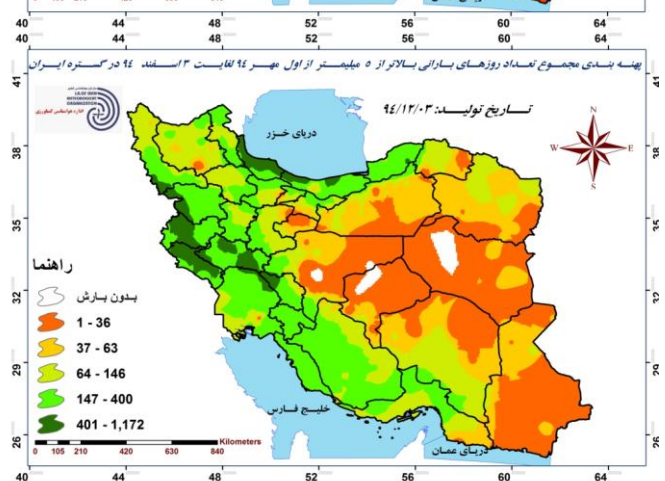 40 44 48 52 56 60 64
پهنه بندی مجموع تعداد روزهای بارانی بالاتر از ۵ میلیمتر از اول مهر ۹۴ لغایت ۳ اسفند ۹۴ در گستره ایران
تاریخ تولید: ۹۴/۱۲/۰۳
دریای خزر
N
W E
S
41 41
38 38
35 35
32 32
29 29
26 26
راهنما
بدون بارش
1 - 36
37 - 63
64 - 146
147 - 400
401 - 1,172
خلیج فارس
دریای عمان
Kilometers
0 105 210 420 630 840
40 44 48 52 56 60 64